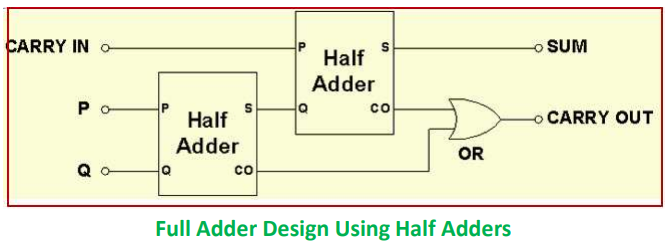 CARRY IN
P
S
SUM
Half
Adder
P
P
S
Q
CO
CARRY OUT
Half
Adder
OR
Q
Q
CO
Full Adder Design Using Half Adders